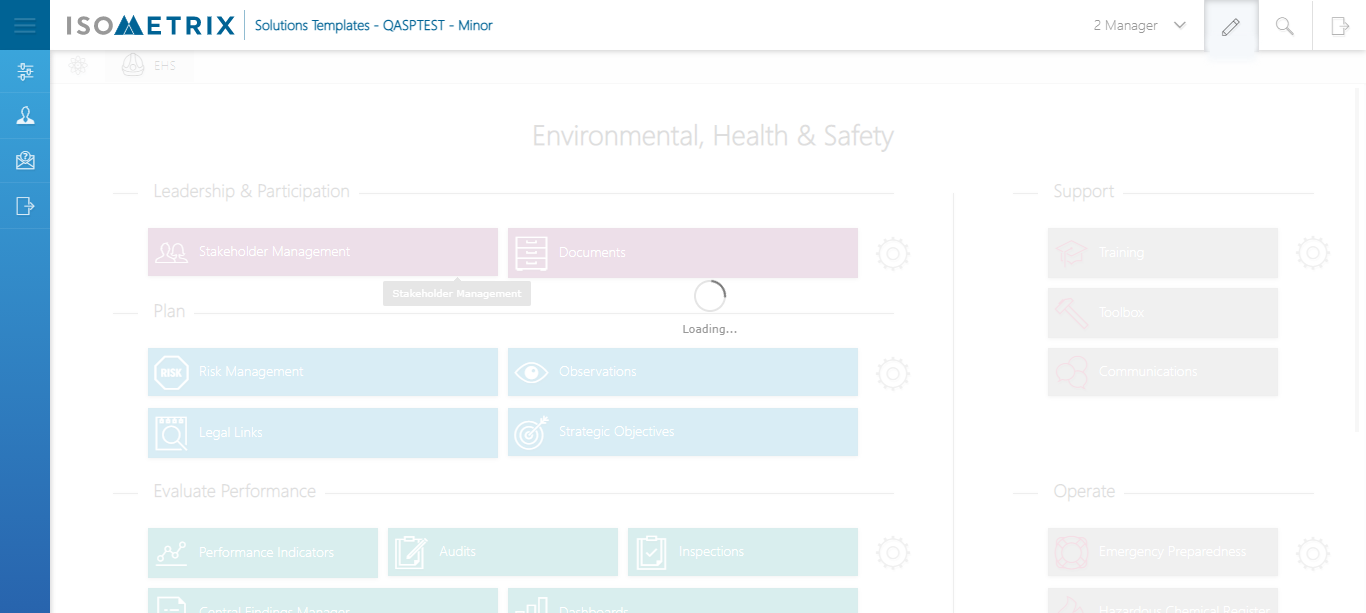 ISOMETRIX
Solutions Templates - QASPTEST - Minor
2 Manager
EHS
Environmental, Health & Safety
Leadership & Participation
Support
Stakeholder Management
Documents
Training
Stakeholder Management
Plan
Loading...
Toolbox
RISK
Risk Management
Observations
Communications
Legal Links
Strategic Objectives
Evaluate Performance
Operate
Performance Indicators
Audits
Inspections
Emergency Preparedness
Central Findings Manager
Dashboards
Hazardous Chemical Register